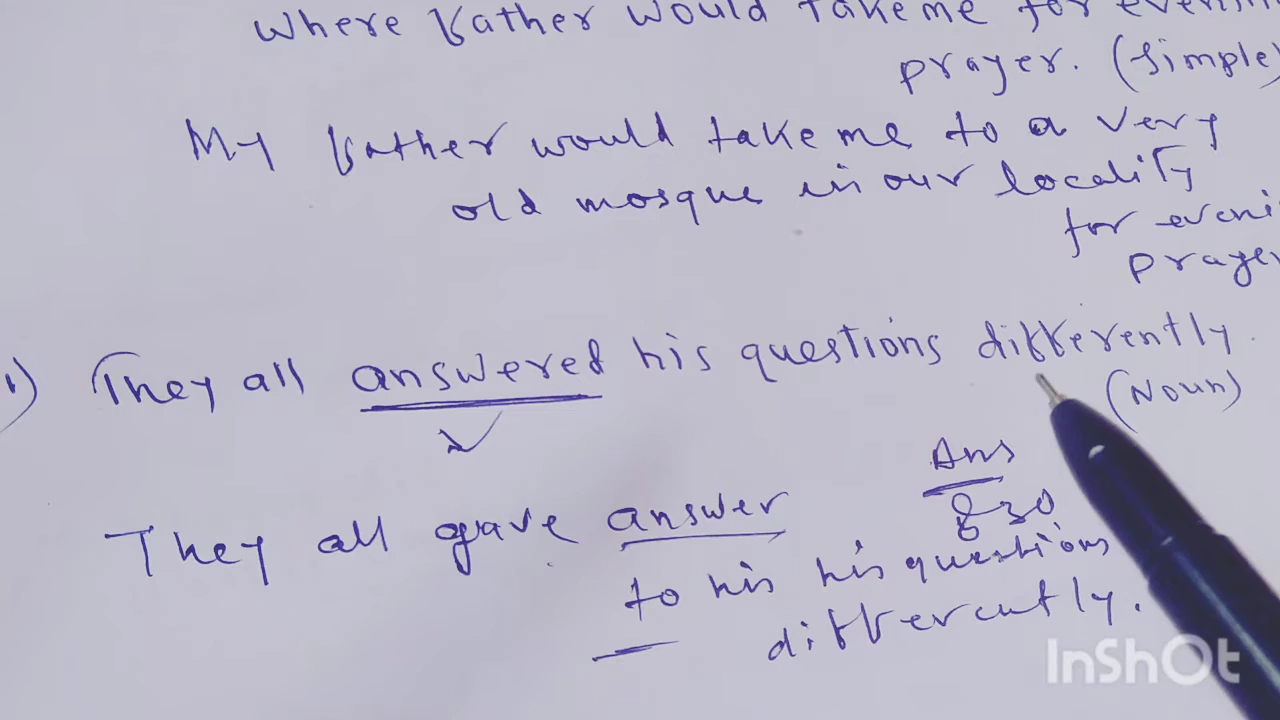 where father would take me for evenin
prayer. (simple)
My father would take me to a very
old mosque in our locality
for eveni
prayer
1) They all answered his questions differently.
(Noun)
Ans
They all gave answer
to his his questions
differently.
InShOt